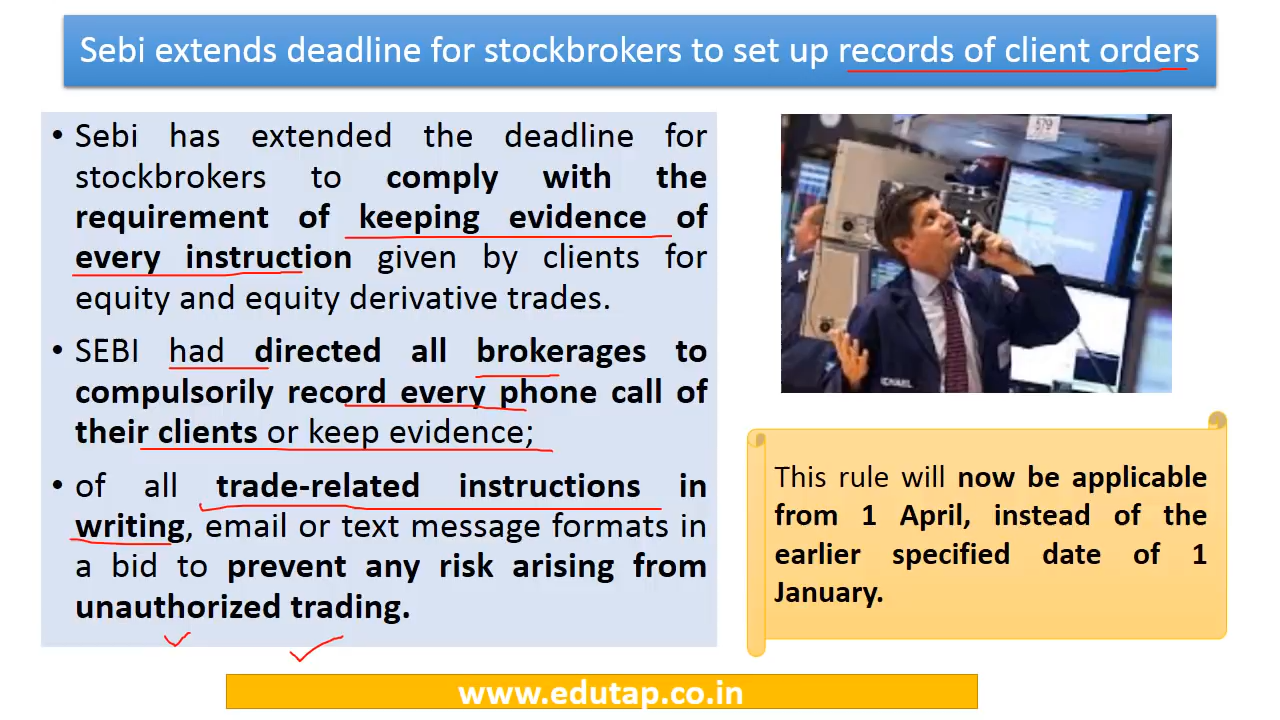 Sebi extends deadline for stockbrokers to set up records of client orders
• Sebi has extended the deadline for
stockbrokers to comply with the
requirement of keeping evidence of
every instruction given by clients for
equity and equity derivative trades.
• SEBI had directed all brokerages to
compulsorily record every phone call of
their clients or keep evidence;
• of all trade-related instructions in
writing, email or text message formats in
a bid to prevent any risk arising from
unauthorized trading.
This rule will now be applicable
from 1 April, instead of the
earlier specified date of 1
January.
www.edutap.co.in